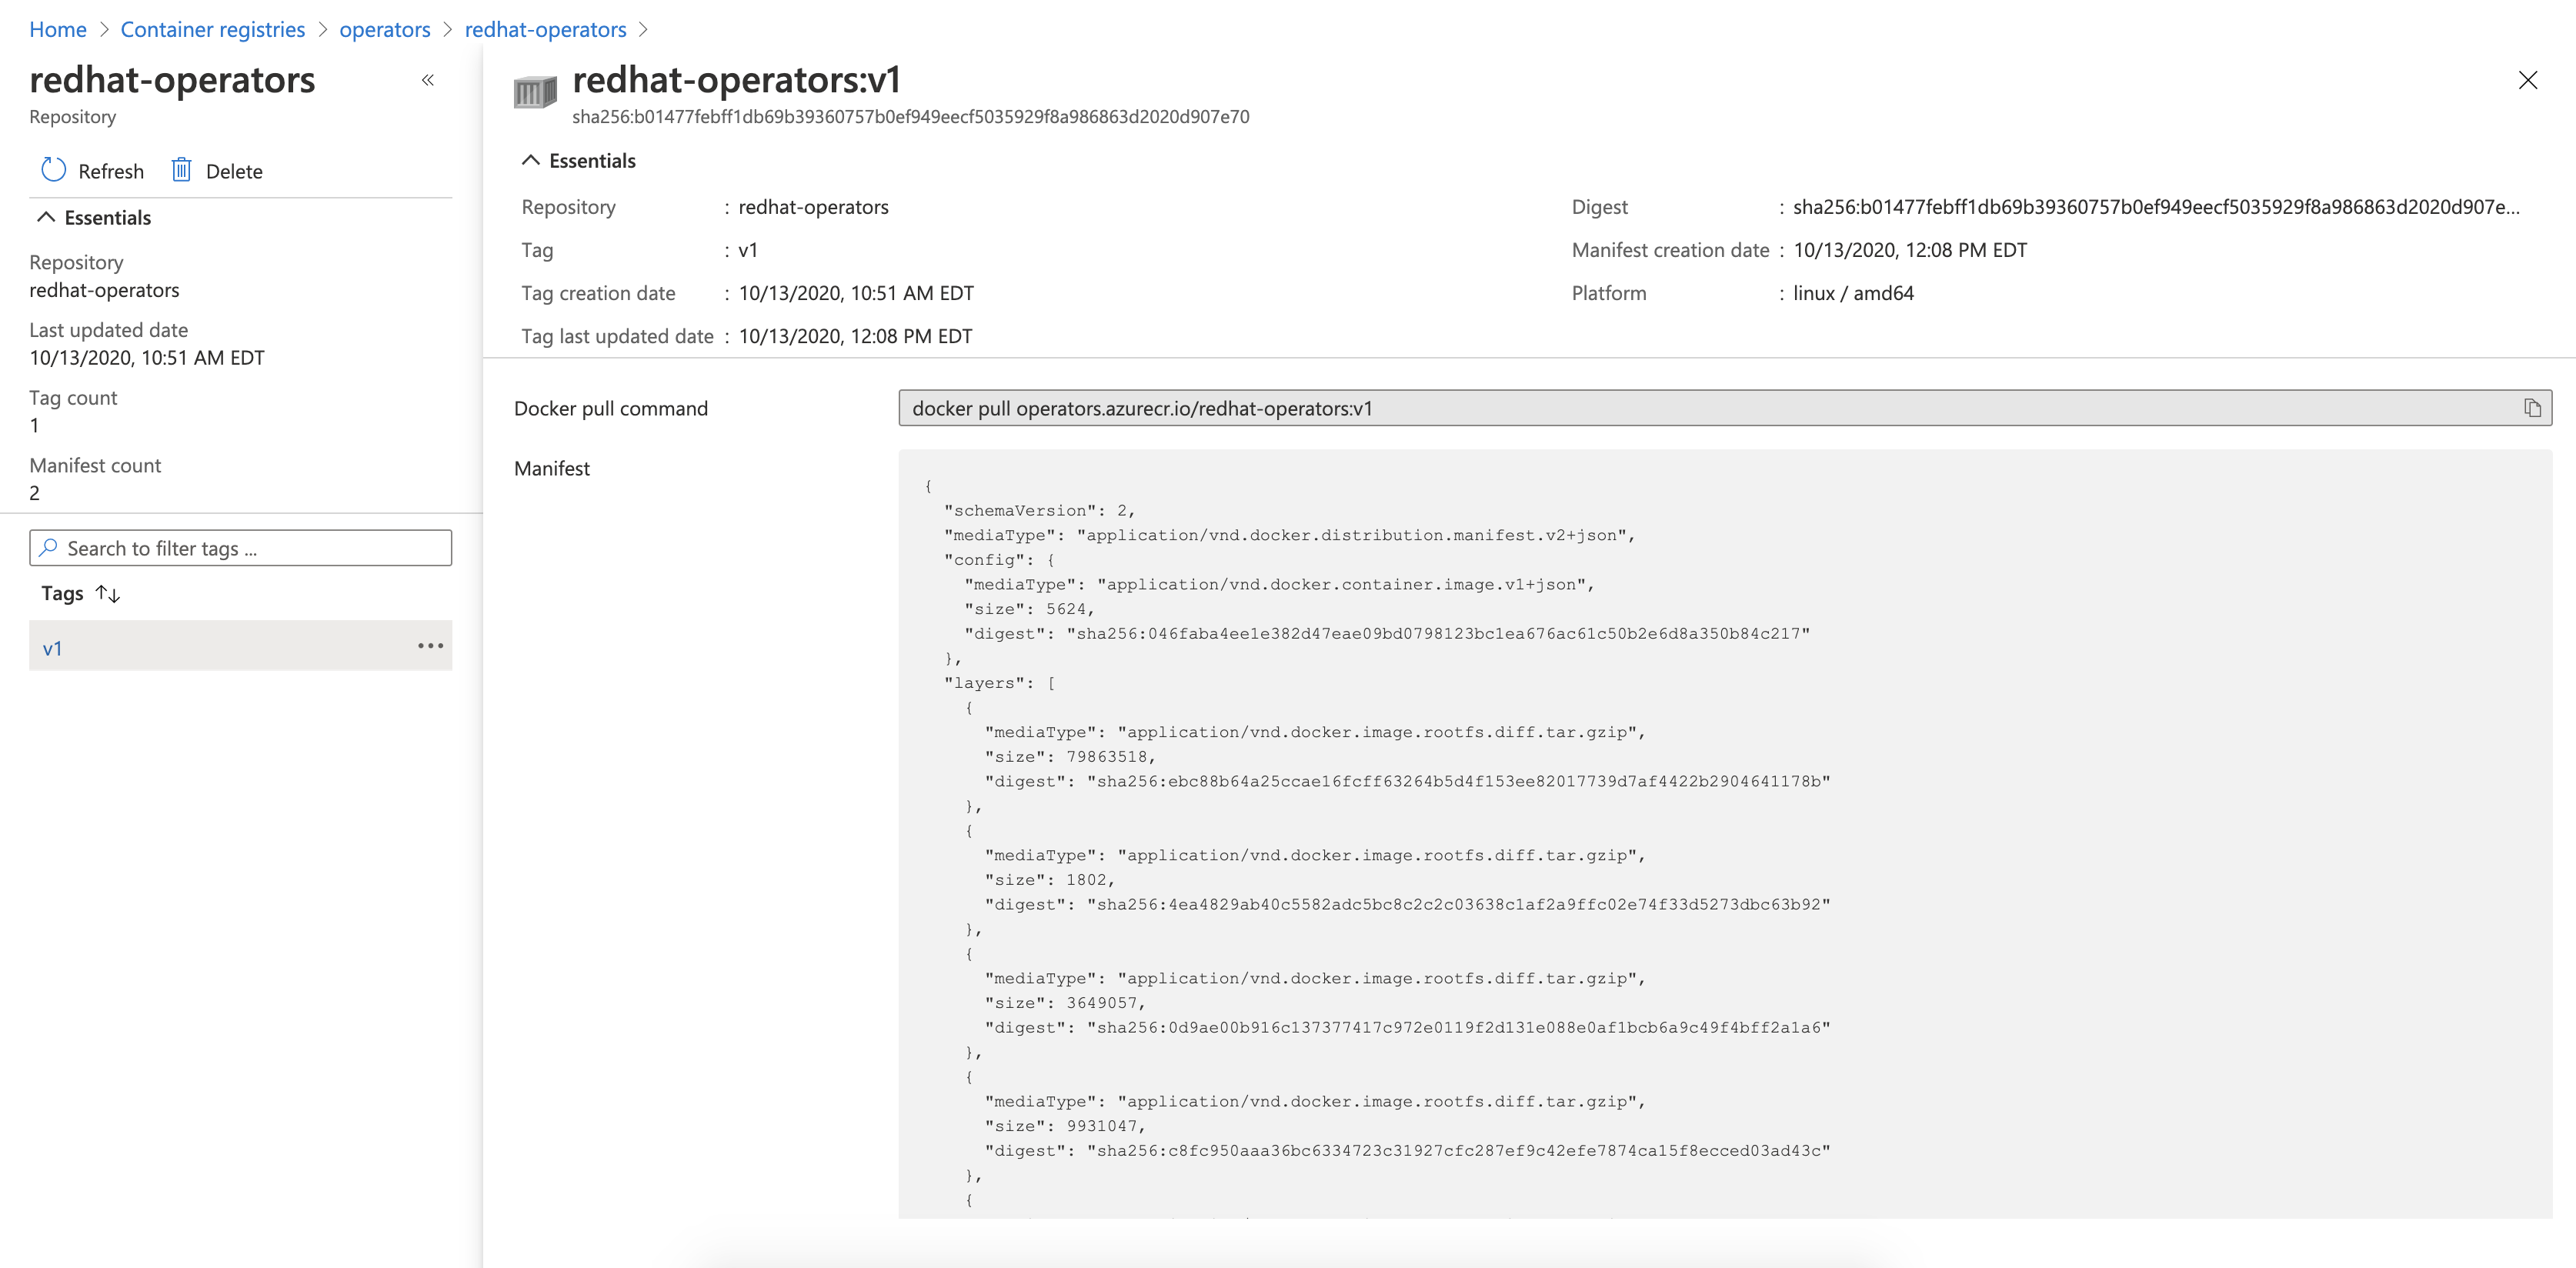 Home > Container registries > operators > redhat-operators >
redhat-operators «
Repository
Refresh Delete
Essentials
Repository
redhat-operators
Last updated date
10/13/2020, 10:51 AM EDT
Tag count
1
Manifest count
2
Search to filter tags ...
Tags ↑↓
v1 •••
redhat-operators:v1
sha256:b01477febff1db69b39360757b0ef949eecf5035929f8a986863d2020d907e70
Essentials
Repository : redhat-operators
Tag : v1
Tag creation date : 10/13/2020, 10:51 AM EDT
Tag last updated date : 10/13/2020, 12:08 PM EDT
Digest : sha256:b01477febff1db69b39360757b0ef949eecf5035929f8a986863d2020d907e...
Manifest creation date : 10/13/2020, 12:08 PM EDT
Platform : linux / amd64
Docker pull command docker pull operators.azurecr.io/redhat-operators:v1
Manifest
{
"schemaVersion": 2,
"mediaType": "application/vnd.docker.distribution.manifest.v2+json",
"config": {
"mediaType": "application/vnd.docker.container.image.v1+json",
"size": 5624,
"digest": "sha256:046faba4ee1e382d47eae09bd0798123bc1ea676ac61c50b2e6d8a350b84c217"
},
"layers": [
{
"mediaType": "application/vnd.docker.image.rootfs.diff.tar.gzip",
"size": 79863518,
"digest": "sha256:ebc88b64a25ccae16fcff63264b5d4f153ee82017739d7af4422b2904641178b"
},
{
"mediaType": "application/vnd.docker.image.rootfs.diff.tar.gzip",
"size": 1802,
"digest": "sha256:4ea4829ab40c5582adc5bc8c2c2c03638c1af2a9ffc02e74f33d5273dbc63b92"
},
{
"mediaType": "application/vnd.docker.image.rootfs.diff.tar.gzip",
"size": 3649057,
"digest": "sha256:0d9ae00b916c137377417c972e0119f2d131e088e0af1bcb6a9c49f4bff2a1a6"
},
{
"mediaType": "application/vnd.docker.image.rootfs.diff.tar.gzip",
"size": 9931047,
"digest": "sha256:c8fc950aaa36bc6334723c31927cfc287ef9c42efe7874ca15f8ecced03ad43c"
},
{